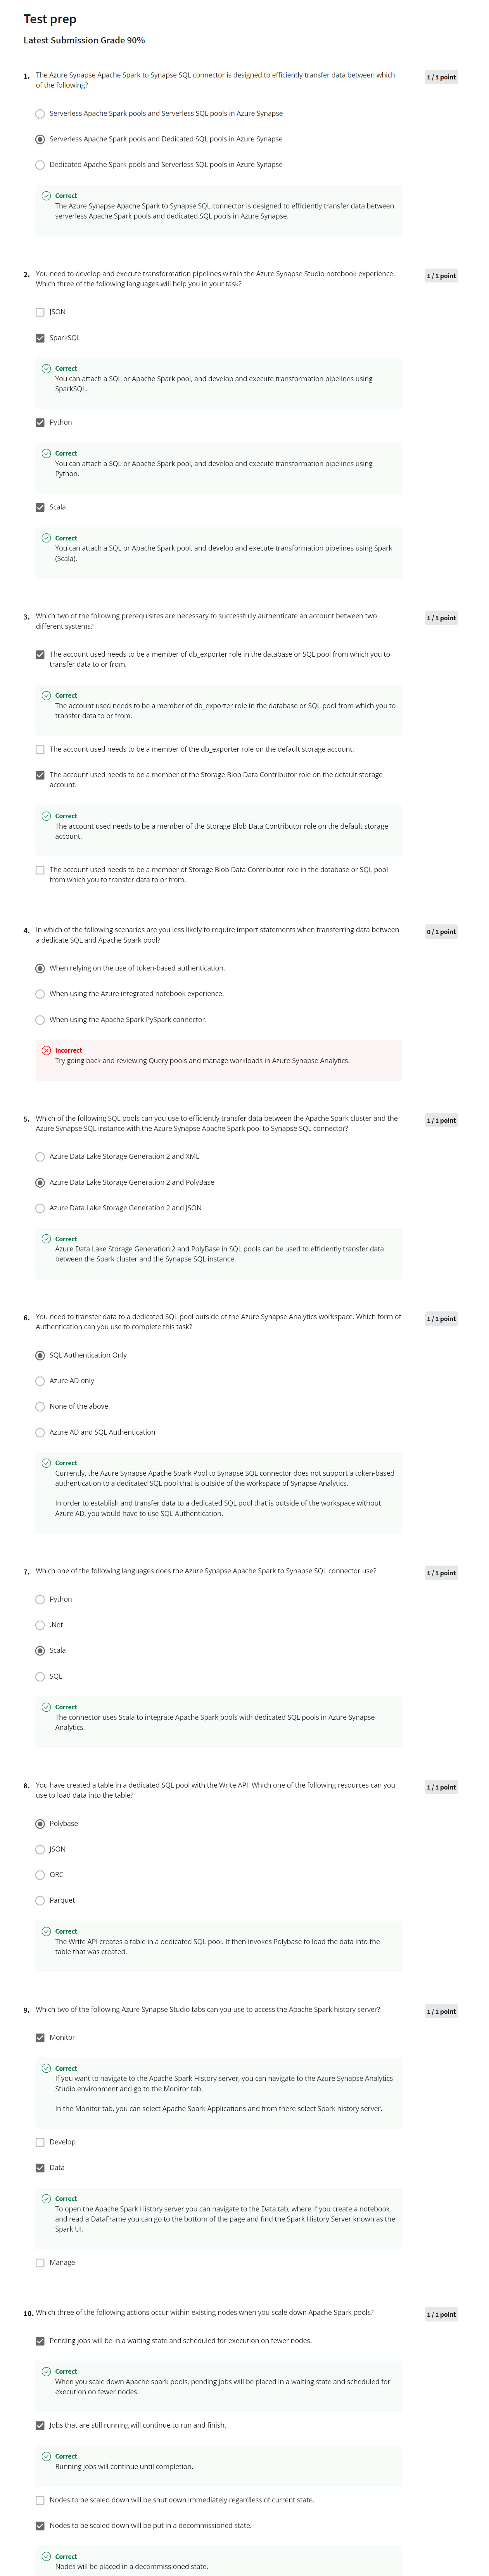 Test prep
Latest Submission Grade 90%
1. The Azure Synapse Apache Spark to Synapse SQL connector is designed to efficiently transfer data between which
of the following?
1 / 1 point
Serverless Apache Spark pools and Serverless SQL pools in Azure Synapse
Serverless Apache Spark pools and Dedicated SQL pools in Azure Synapse
Dedicated Apache Spark pools and Serverless SQL pools in Azure Synapse
Correct
The Azure Synapse Apache Spark to Synapse SQL connector is designed to efficiently transfer data between
serverless Apache Spark pools and dedicated SQL pools in Azure Synapse.
2. You need to develop and execute transformation pipelines within the Azure Synapse Studio notebook experience.
Which three of the following languages will help you in your task?
1 / 1 point
JSON
SparkSQL
Correct
You can attach a SQL or Apache Spark pool, and develop and execute transformation pipelines using
SparkSQL.
Python
Correct
You can attach a SQL or Apache Spark pool, and develop and execute transformation pipelines using
Python.
Scala
Correct
You can attach a SQL or Apache Spark pool, and develop and execute transformation pipelines using Spark
(Scala).
3. Which two of the following prerequisites are necessary to successfully authenticate an account between two
different systems?
1 / 1 point
The account used needs to be a member of db_exporter role in the database or SQL pool from which you to
transfer data to or from.
Correct
The account used needs to be a member of db_exporter role in the database or SQL pool from which you to
transfer data to or from.
The account used needs to be a member of the db_exporter role on the default storage account.
The account used needs to be a member of the Storage Blob Data Contributor role on the default storage
account.
Correct
The account used needs to be a member of the Storage Blob Data Contributor role on the default storage
account.
The account used needs to be a member of Storage Blob Data Contributor role in the database or SQL pool
from which you to transfer data to or from.
4. In which of the following scenarios are you less likely to require import statements when transferring data between
a dedicate SQL and Apache Spark pool?
0 / 1 point
When relying on the use of token-based authentication.
When using the Azure integrated notebook experience.
When using the Apache Spark PySpark connector.
Incorrect
Try going back and reviewing Query pools and manage workloads in Azure Synapse Analytics.
5. Which of the following SQL pools can you use to efficiently transfer data between the Apache Spark cluster and the
Azure Synapse SQL instance with the Azure Synapse Apache Spark pool to Synapse SQL connector?
1 / 1 point
Azure Data Lake Storage Generation 2 and XML
Azure Data Lake Storage Generation 2 and PolyBase
Azure Data Lake Storage Generation 2 and JSON
Correct
Azure Data Lake Storage Generation 2 and PolyBase in SQL pools can be used to efficiently transfer data
between the Spark cluster and the Synapse SQL instance.
6. You need to transfer data to a dedicated SQL pool outside of the Azure Synapse Analytics workspace. Which form of
Authentication can you use to complete this task?
1 / 1 point
SQL Authentication Only
Azure AD only
None of the above
Azure AD and SQL Authentication
Correct
Currently, the Azure Synapse Apache Spark Pool to Synapse SQL connector does not support a token-based
authentication to a dedicated SQL pool that is outside of the workspace of Synapse Analytics.
In order to establish and transfer data to a dedicated SQL pool that is outside of the workspace without
Azure AD, you would have to use SQL Authentication.
7. Which one of the following languages does the Azure Synapse Apache Spark to Synapse SQL connector use?
1 / 1 point
Python
.Net
Scala
SQL
Correct
The connector uses Scala to integrate Apache Spark pools with dedicated SQL pools in Azure Synapse
Analytics.
8. You have created a table in a dedicated SQL pool with the Write API. Which one of the following resources can you
use to load data into the table?
1 / 1 point
Polybase
JSON
ORC
Parquet
Correct
The Write API creates a table in a dedicated SQL pool. It then invokes Polybase to load the data into the
table that was created.
9. Which two of the following Azure Synapse Studio tabs can you use to access the Apache Spark history server?
1 / 1 point
Monitor
Correct
If you want to navigate to the Apache Spark History server, you can navigate to the Azure Synapse Analytics
Studio environment and go to the Monitor tab.
In the Monitor tab, you can select Apache Spark Applications and from there select Spark history server.
Develop
Data
Correct
To open the Apache Spark History server you can navigate to the Data tab, where if you create a notebook
and read a DataFrame you can go to the bottom of the page and find the Spark History Server known as the
Spark UI.
Manage
10. Which three of the following actions occur within existing nodes when you scale down Apache Spark pools?
1 / 1 point
Pending jobs will be in a waiting state and scheduled for execution on fewer nodes.
Correct
When you scale down Apache spark pools, pending jobs will be placed in a waiting state and scheduled for
execution on fewer nodes.
Jobs that are still running will continue to run and finish.
Correct
Running jobs will continue until completion.
Nodes to be scaled down will be shut down immediately regardless of current state.
Nodes to be scaled down will be put in a decommissioned state.
Correct
Nodes will be placed in a decommissioned state.